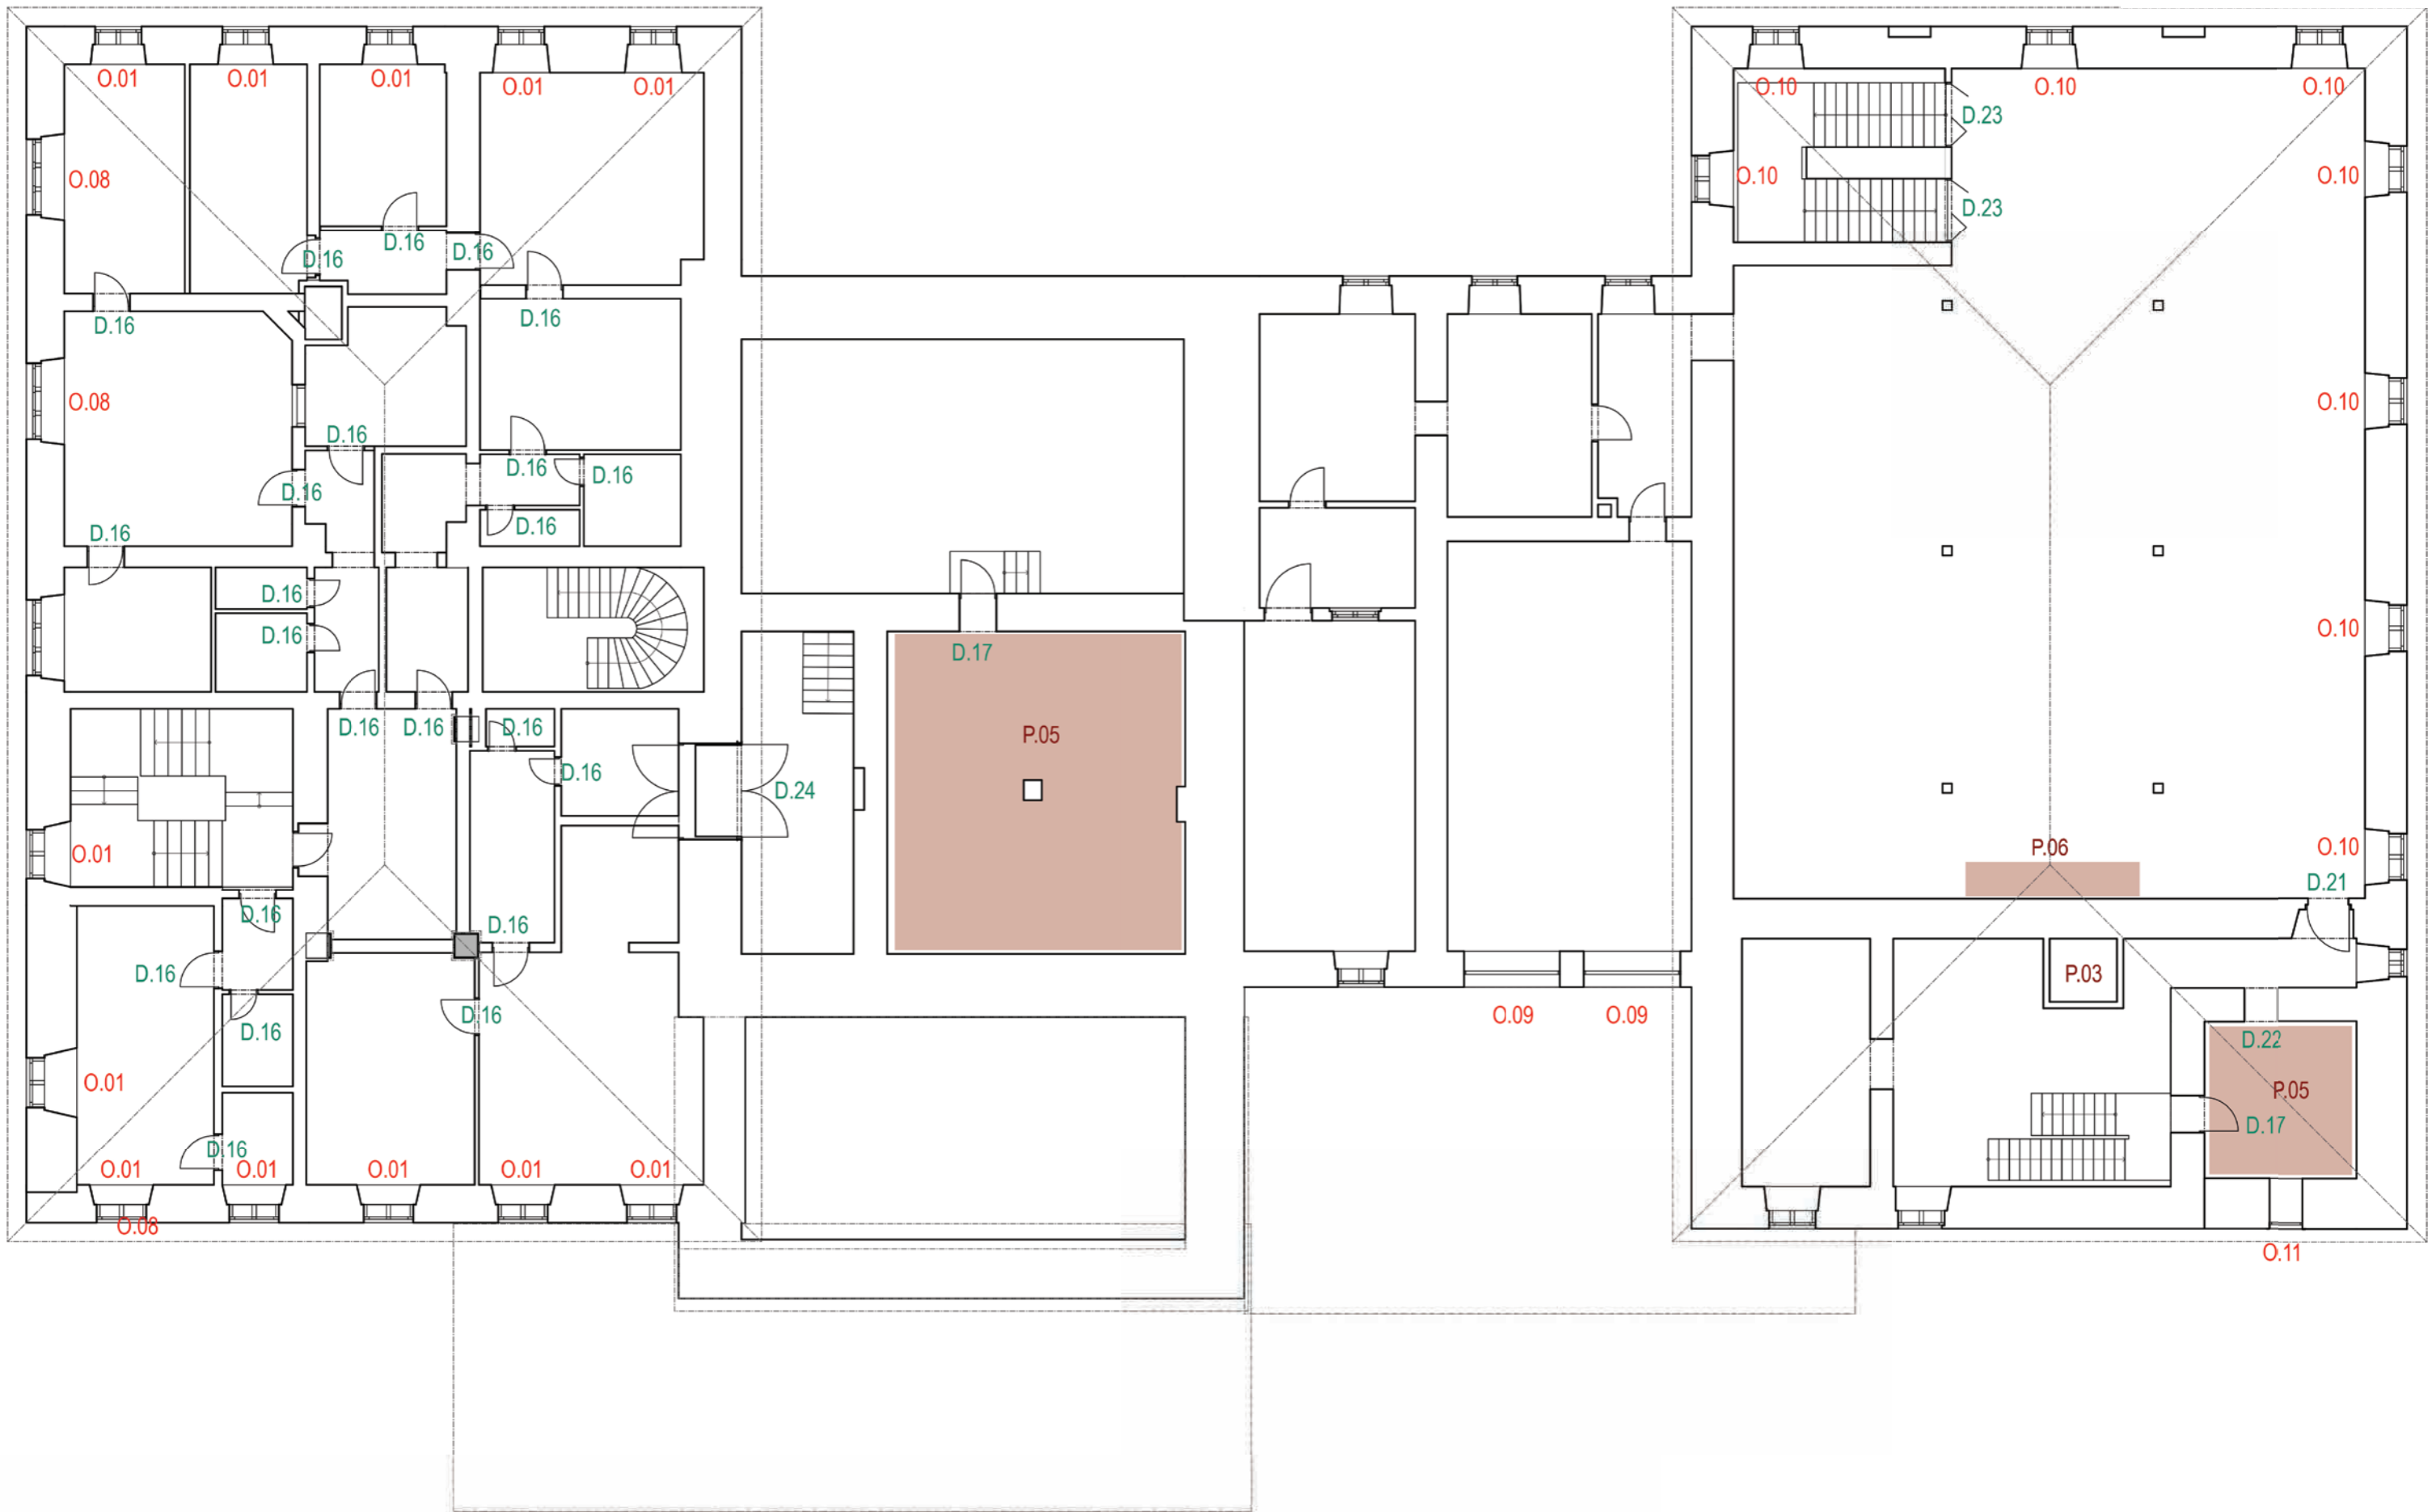 O.01 O.01 O.01 O.01 O.01 O.10 O.10 O.10
D.23
O.08 O.10 O.10
D.23
D.16 D.16 D.16
D.16 D.16
O.08 O.10
D.16
D.16 D.16 D.16
D.16 D.16
D.16
D.16 O.10
D.17
D.16 D.16 D.16 P.05
D.16 D.24
O.01 P.06 O.10
D.21
D.16 D.16
D.16 P.03
D.16 O.09 O.09
D.16 D.22
O.01 P.05
D.17
D.16
O.01 O.01 O.01 O.01 O.01
O.08
O.11